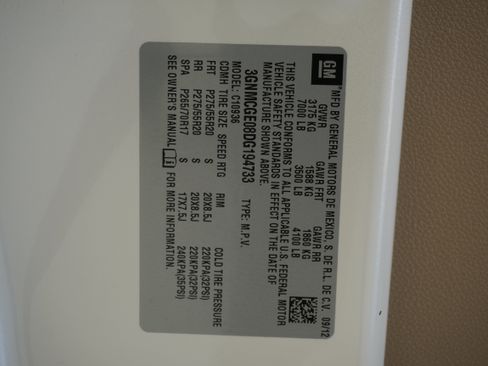 GM MFD BY GENERAL MOTORS DE MEXICO, S. DE R.L. DE C.V. 09/12
GVWR GAWR FRT GAWR RR
3175 KG 1588 KG 1860 KG
7000 LB 3500 LB 4100 LB
THIS VEHICLE CONFORMS TO ALL APPLICABLE U.S. FEDERAL MOTOR
VEHICLE SAFETY STANDARDS IN EFFECT ON THE DATE OF
MANUFACTURE SHOWN ABOVE.
3GNMCGE08DG194733 TYPE: M.P.V.
MODEL: C10936
CDMH TIRE SIZE SPEED RTG RIM COLD TIRE PRESSURE
FRT P275/55R20 S 20X8.5J 220KPA(32PSI)
RR P275/55R20 S 20X8.5J 220KPA(32PSI)
SPA P265/70R17 S 17X7.5J 240KPA(35PSI)
SEE OWNER'S MANUAL FOR MORE INFORMATION.